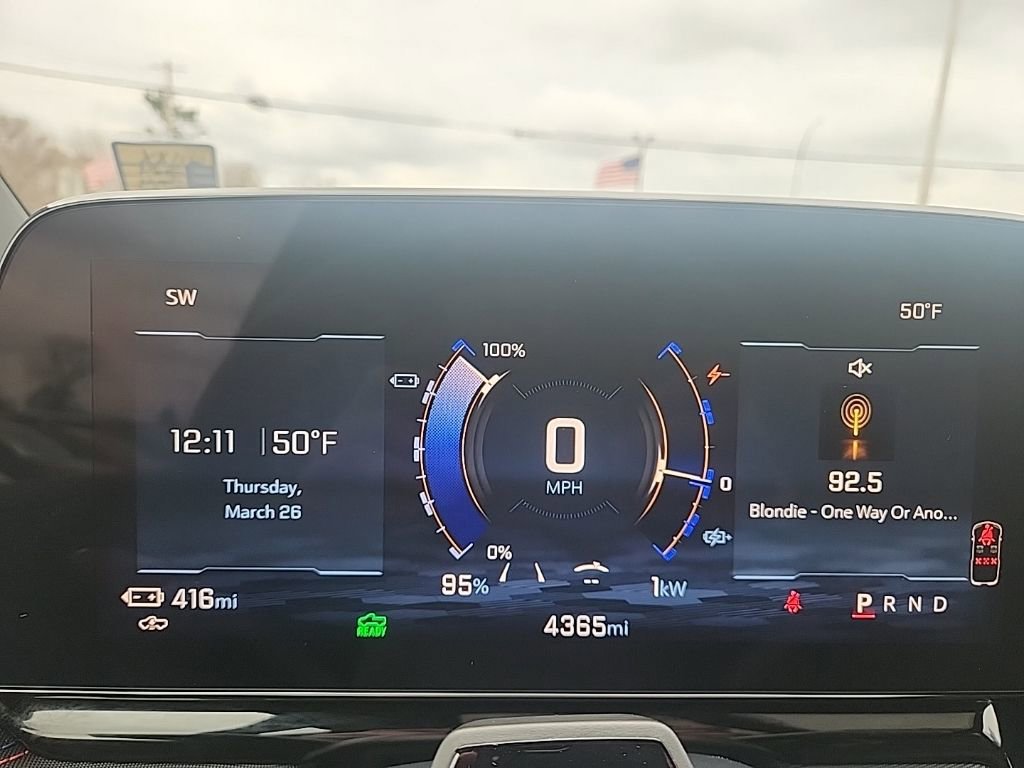 SW
50°F
100%
12:11 50°F
Thursday,
March 26
0
MPH
0
92.5
Blondie - One Way Or Ano...
0%
95%
1kW
416mi
READY
4365mi
--
P R N D